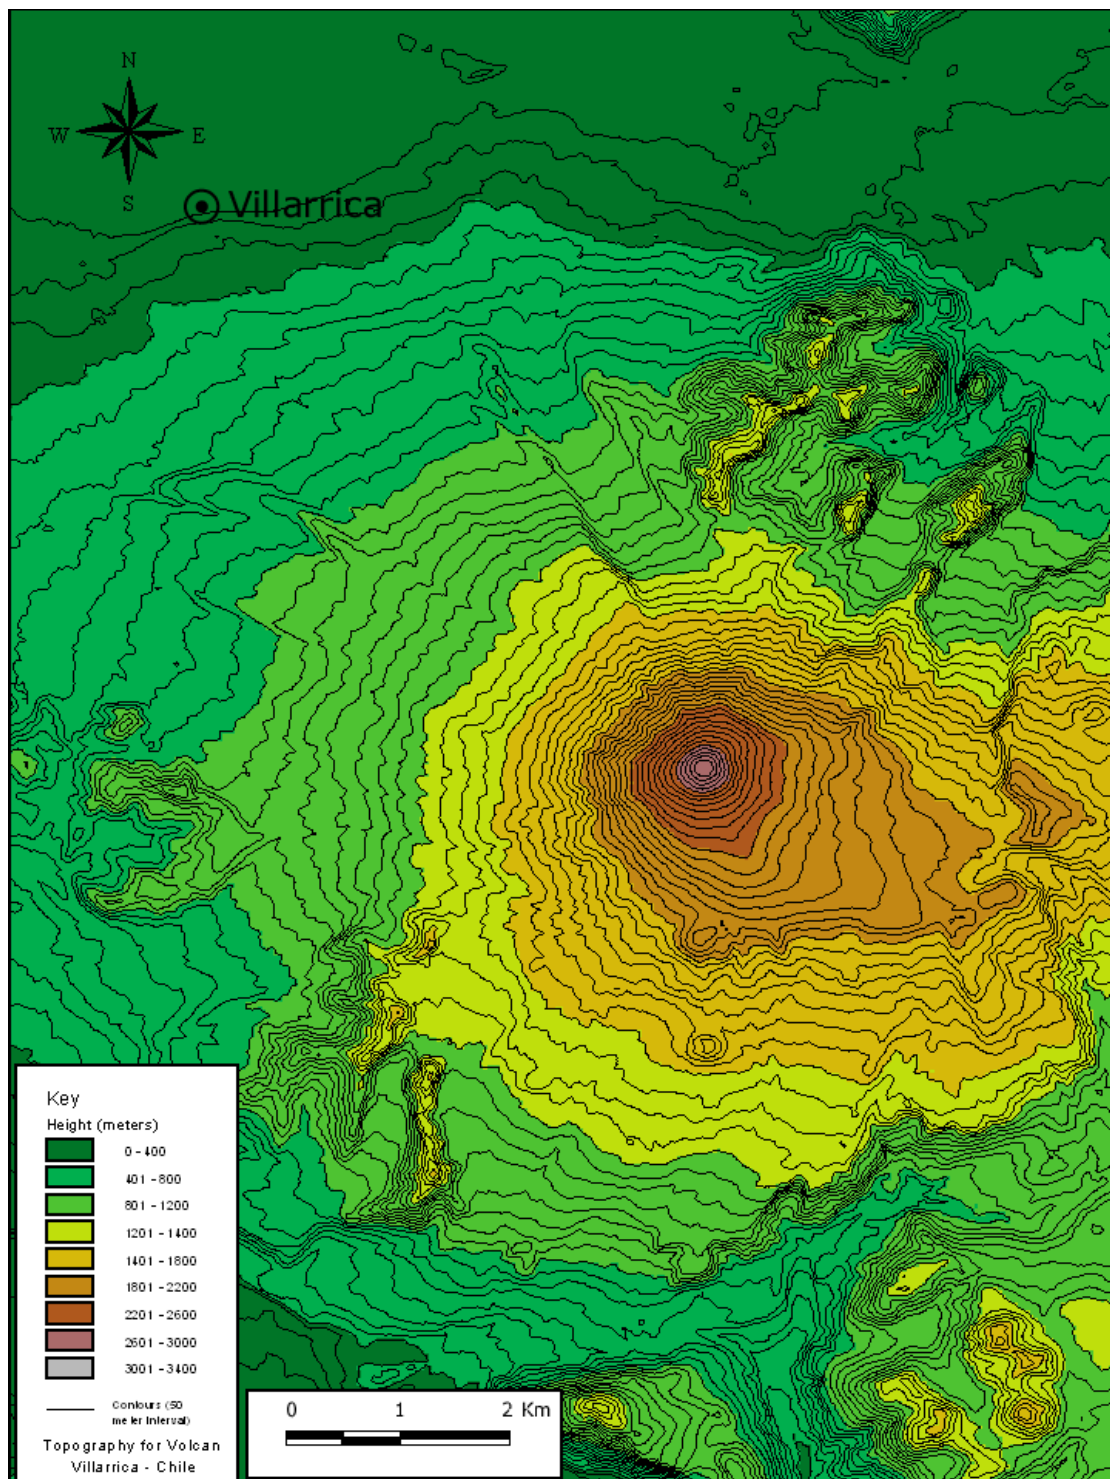 N
W E
S
Villarrica
Key
Height (meters)
0 - 400
401 - 800
801 - 1200
1201 - 1400
1401 - 1800
1801 - 2200
2201 - 2600
2601 - 3000
3001 - 3400
Contours (50
meter Interval)
Topography for Volcan
Villarrica - Chile
0 1 2 Km